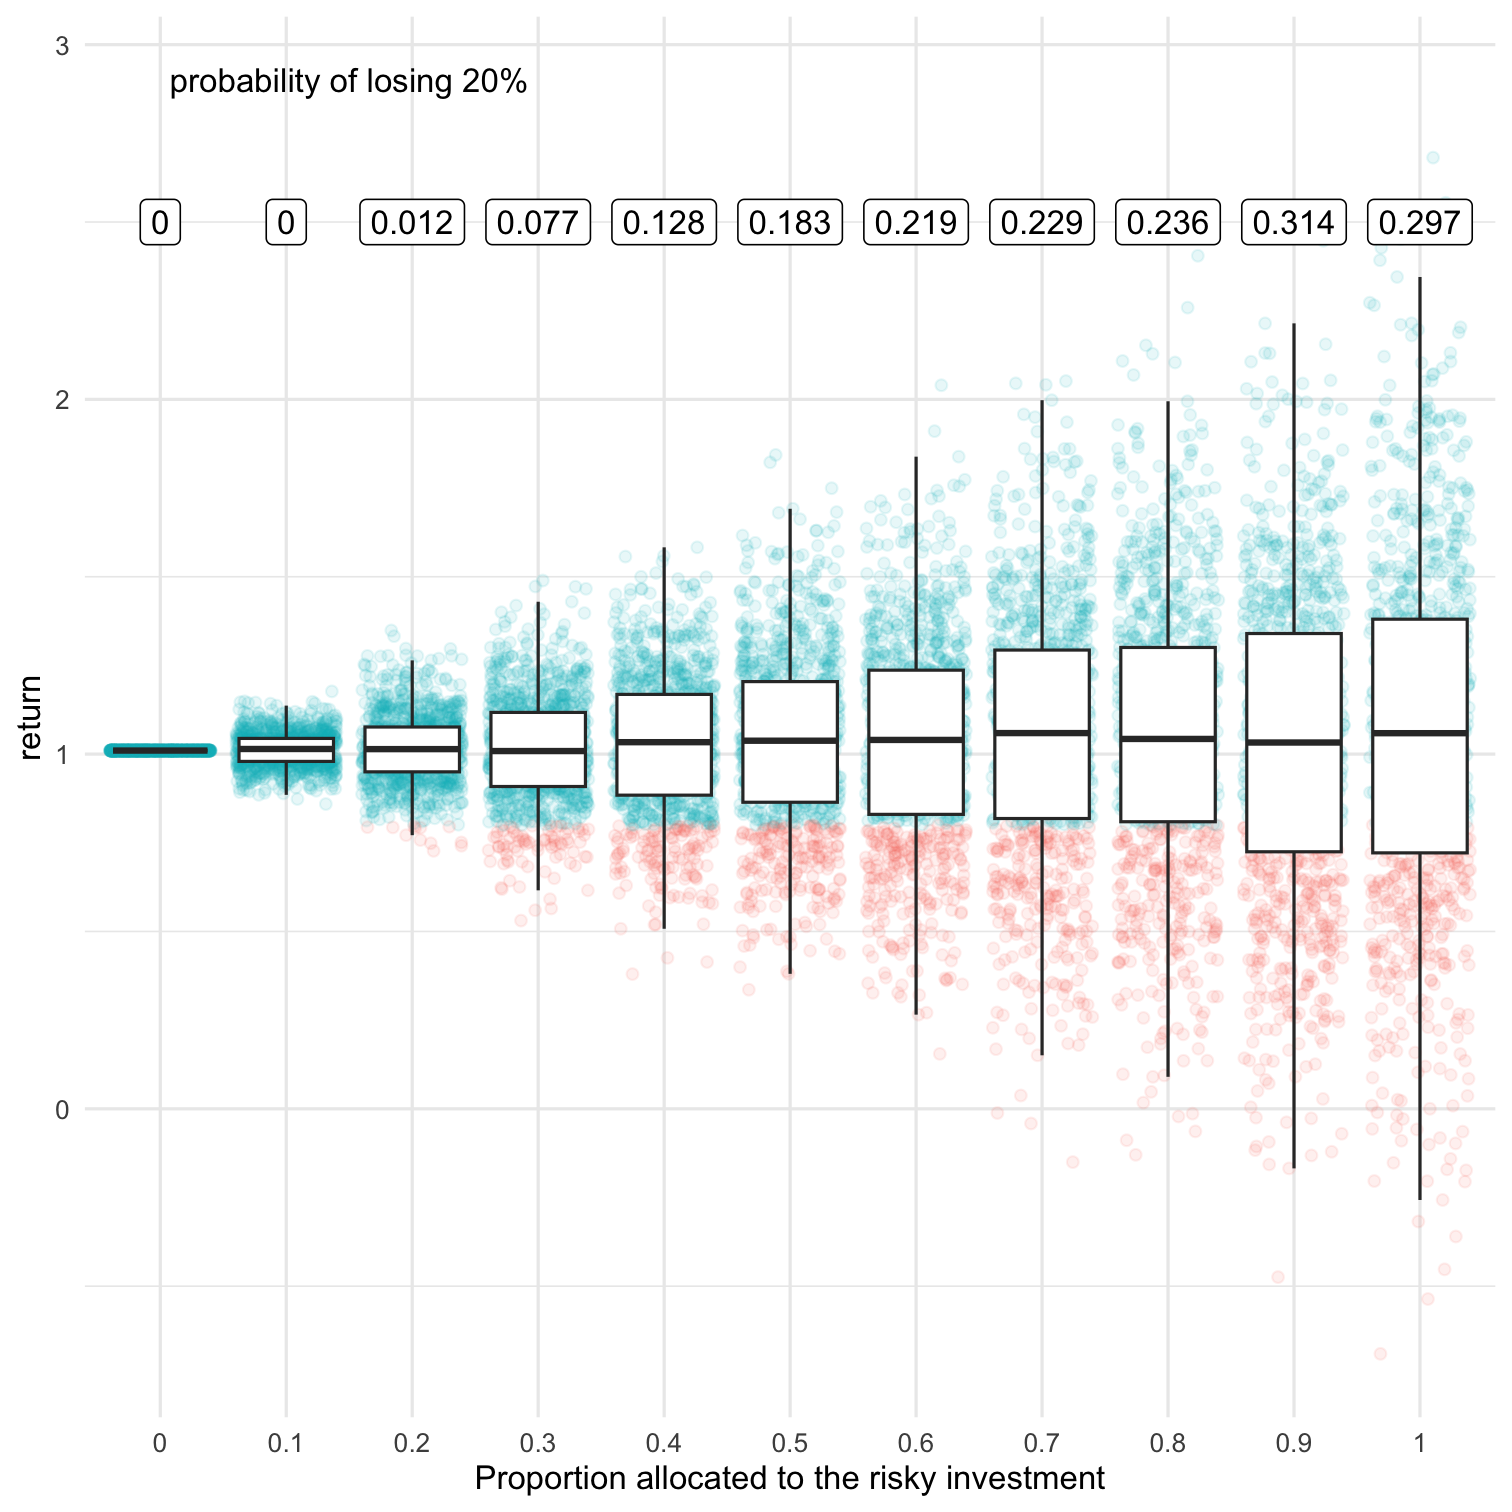 3
probability of losing 20%
0 0 0.012 0.077 0.128 0.183 0.219 0.229 0.236 0.314 0.297
2
return
1
0
0 0.1 0.2 0.3 0.4 0.5 0.6 0.7 0.8 0.9 1
Proportion allocated to the risky investment